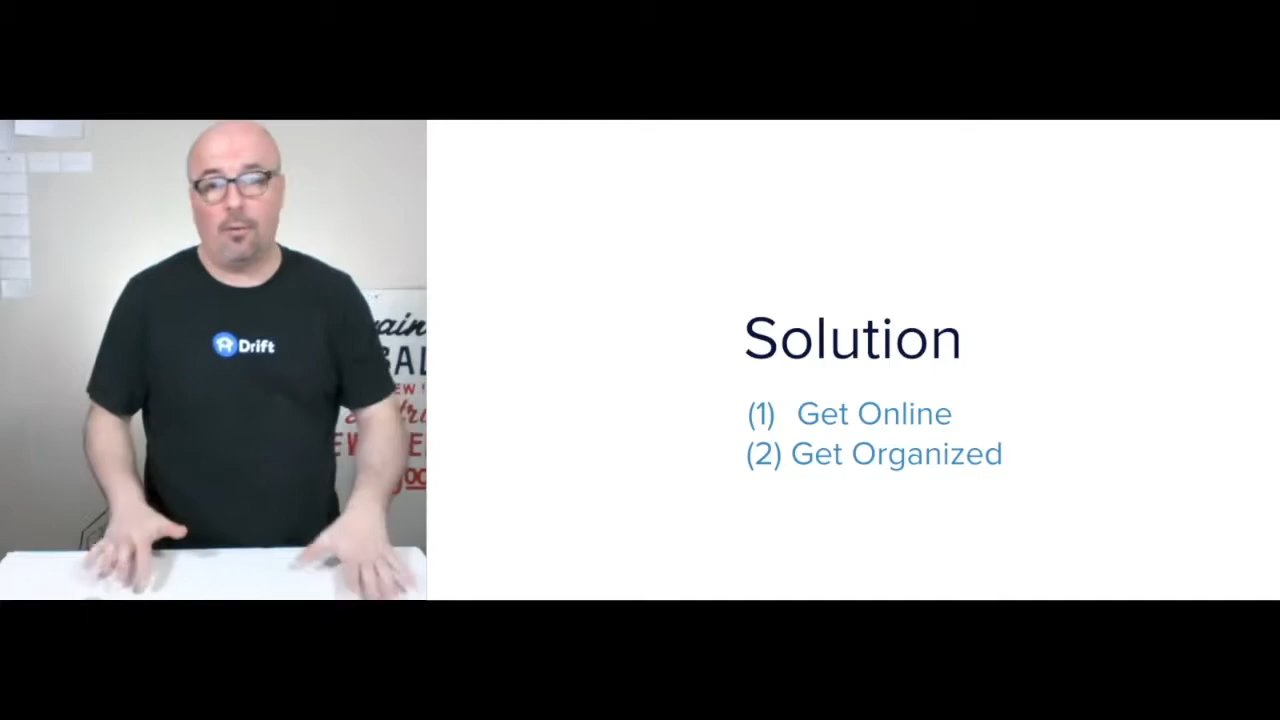 Drift
Solution
(1) Get Online
(2) Get Organized